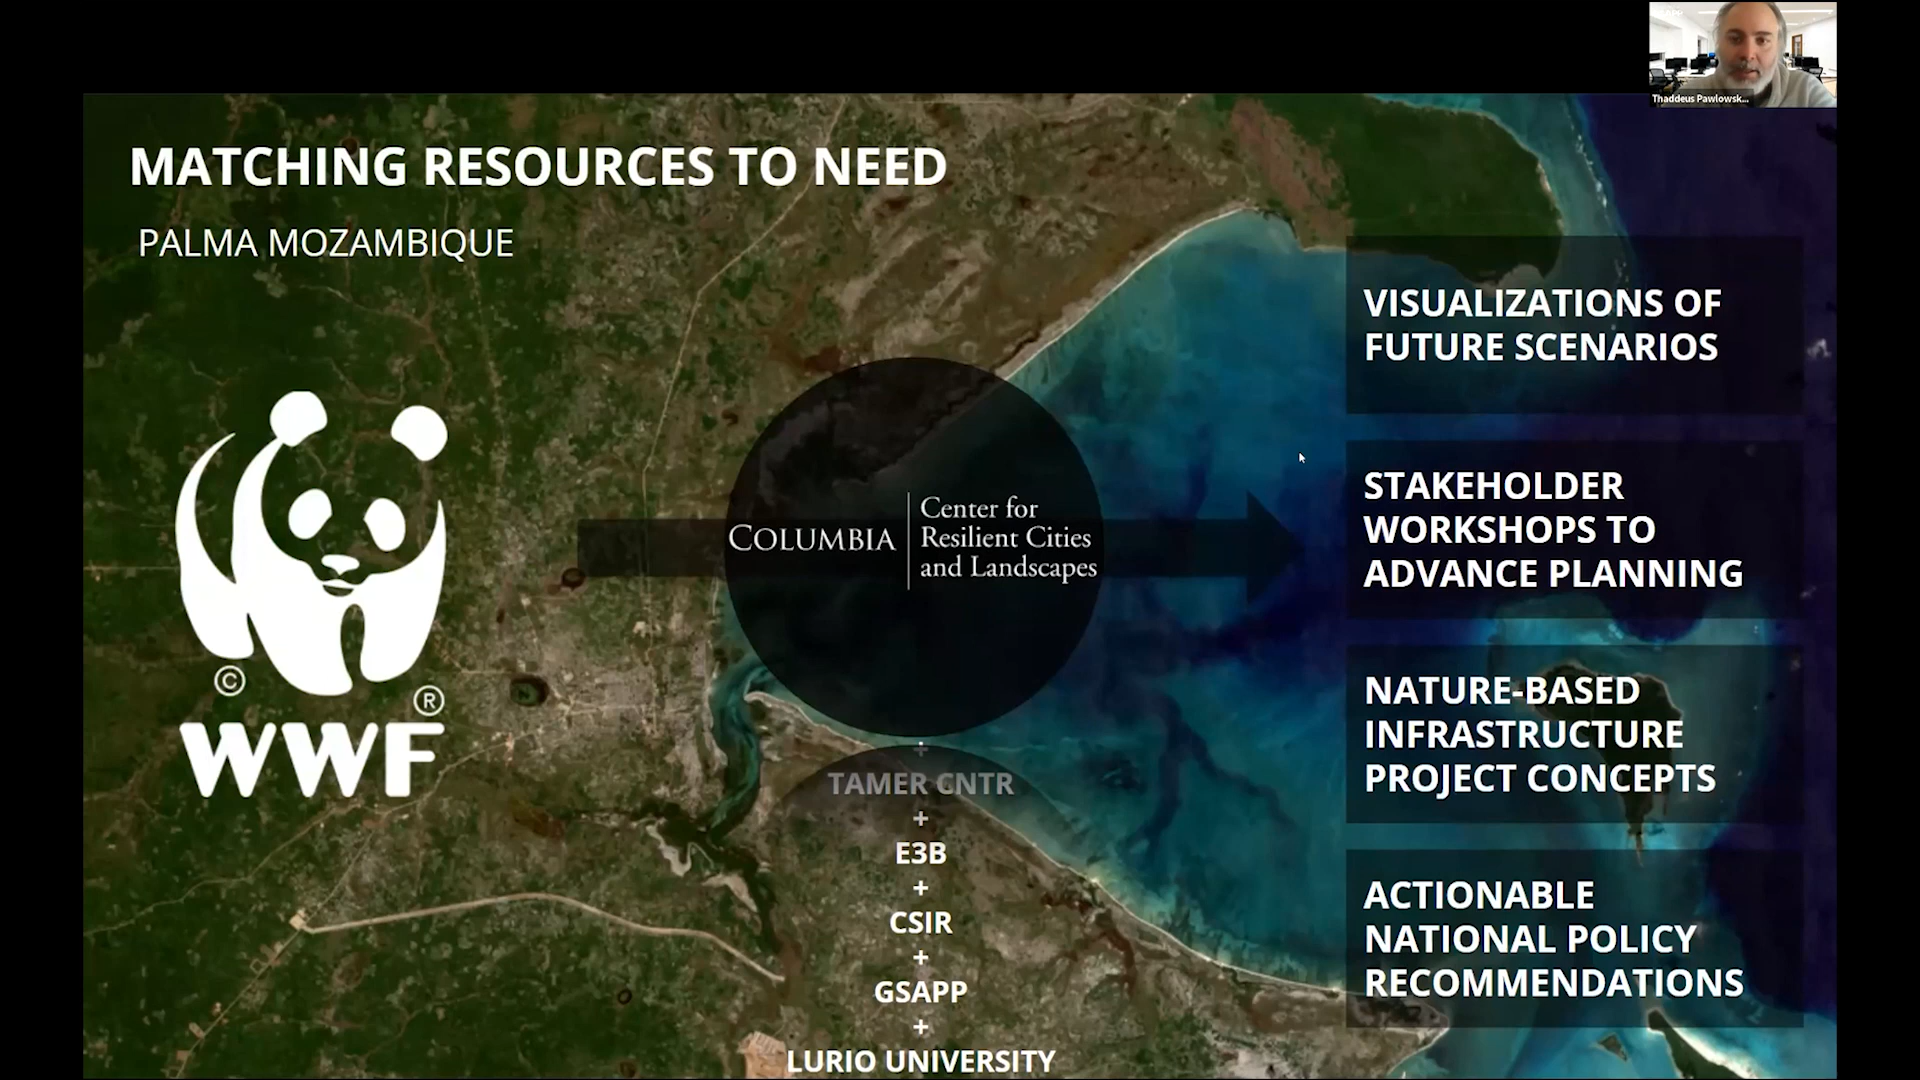 Thaddeus Pawlowsk...
MATCHING RESOURCES TO NEED
PALMA MOZAMBIQUE
VISUALIZATIONS OF
FUTURE SCENARIOS
STAKEHOLDER
WORKSHOPS TO
ADVANCE PLANNING
NATURE-BASED
INFRASTRUCTURE
PROJECT CONCEPTS
ACTIONABLE
NATIONAL POLICY
RECOMMENDATIONS
©
®
WWF
COLUMBIA
Center for
Resilient Cities
and Landscapes
+
TAMER CNTR
+
E3B
+
CSIR
+
GSAPP
+
LURIO UNIVERSITY